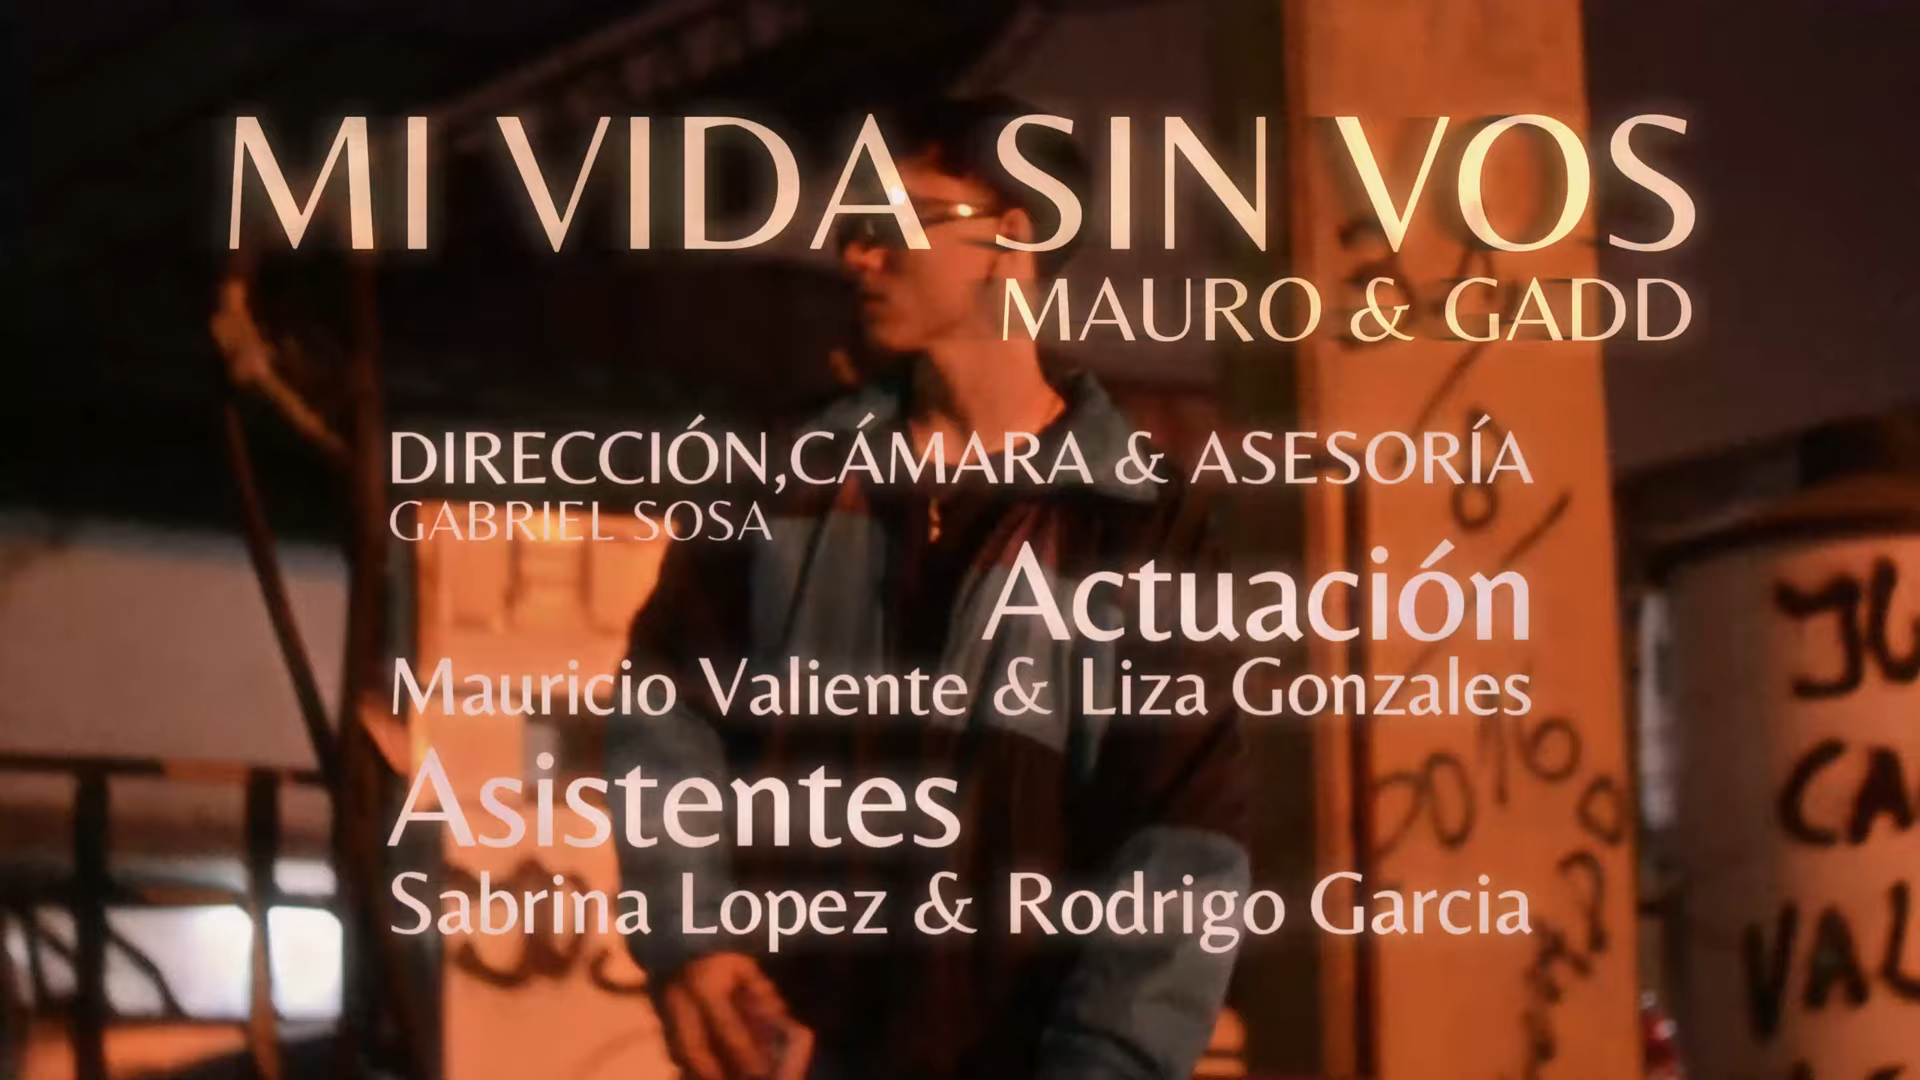 MI VIDA SIN VOS
MAURO & GADD
DIRECCIÓN,CÁMARA & ASESORÍA
GABRIEL SOSA
Actuación
Mauricio Valiente & Liza Gonzales
Asistentes
Sabrina Lopez & Rodrigo Garcia